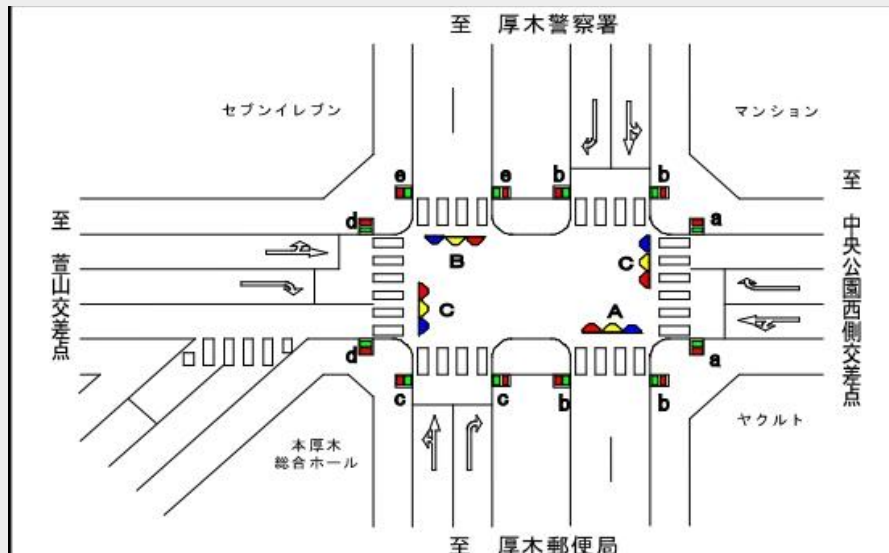 至 厚木警察署
セブンイレブン
マンション
e
e
b
b
d
a
至 萱山交差点
至 中央公園西側交差点
B
C
C
A
d
a
c
c
b
b
本厚木
総合ホール
ヤクルト
至 厚木郵便局